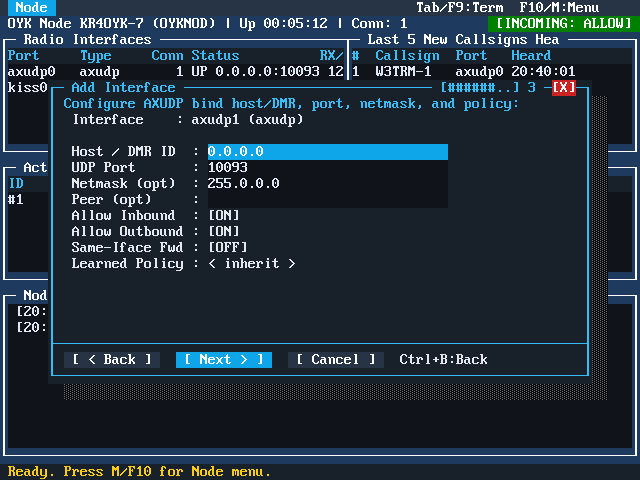 Node Tab/F9:Term F10/M:Menu
OYK Node KR4OYK-7 (OYKNOD) | Up 00:05:12 | Conn: 1 [INCOMING: ALLOW]
Radio Interfaces Last 5 New Callsigns Hea
Port Type Conn Status RX/ # Callsign Port Heard
axudp0 axudp 1 UP 0.0.0.0:10093 12 1 W3TRM-1 axudp0 20:40:01
kiss0
Add Interface [######..] 3 [X]
Configure AXUDP bind host/DMR, port, netmask, and policy:
Interface : axudp1 (axudp)
Host / DMR ID : 0.0.0.0
UDP Port : 10093
Netmask (opt) : 255.0.0.0
Peer (opt) :
Allow Inbound : [ON]
Allow Outbound : [ON]
Same-Iface Fwd : [OFF]
Learned Policy : < inherit >
[ < Back ] [ Next > ] [ Cancel ] Ctrl+B:Back
Act
ID
#1
Nod
[20:
[20:
Ready. Press M/F10 for Node menu.